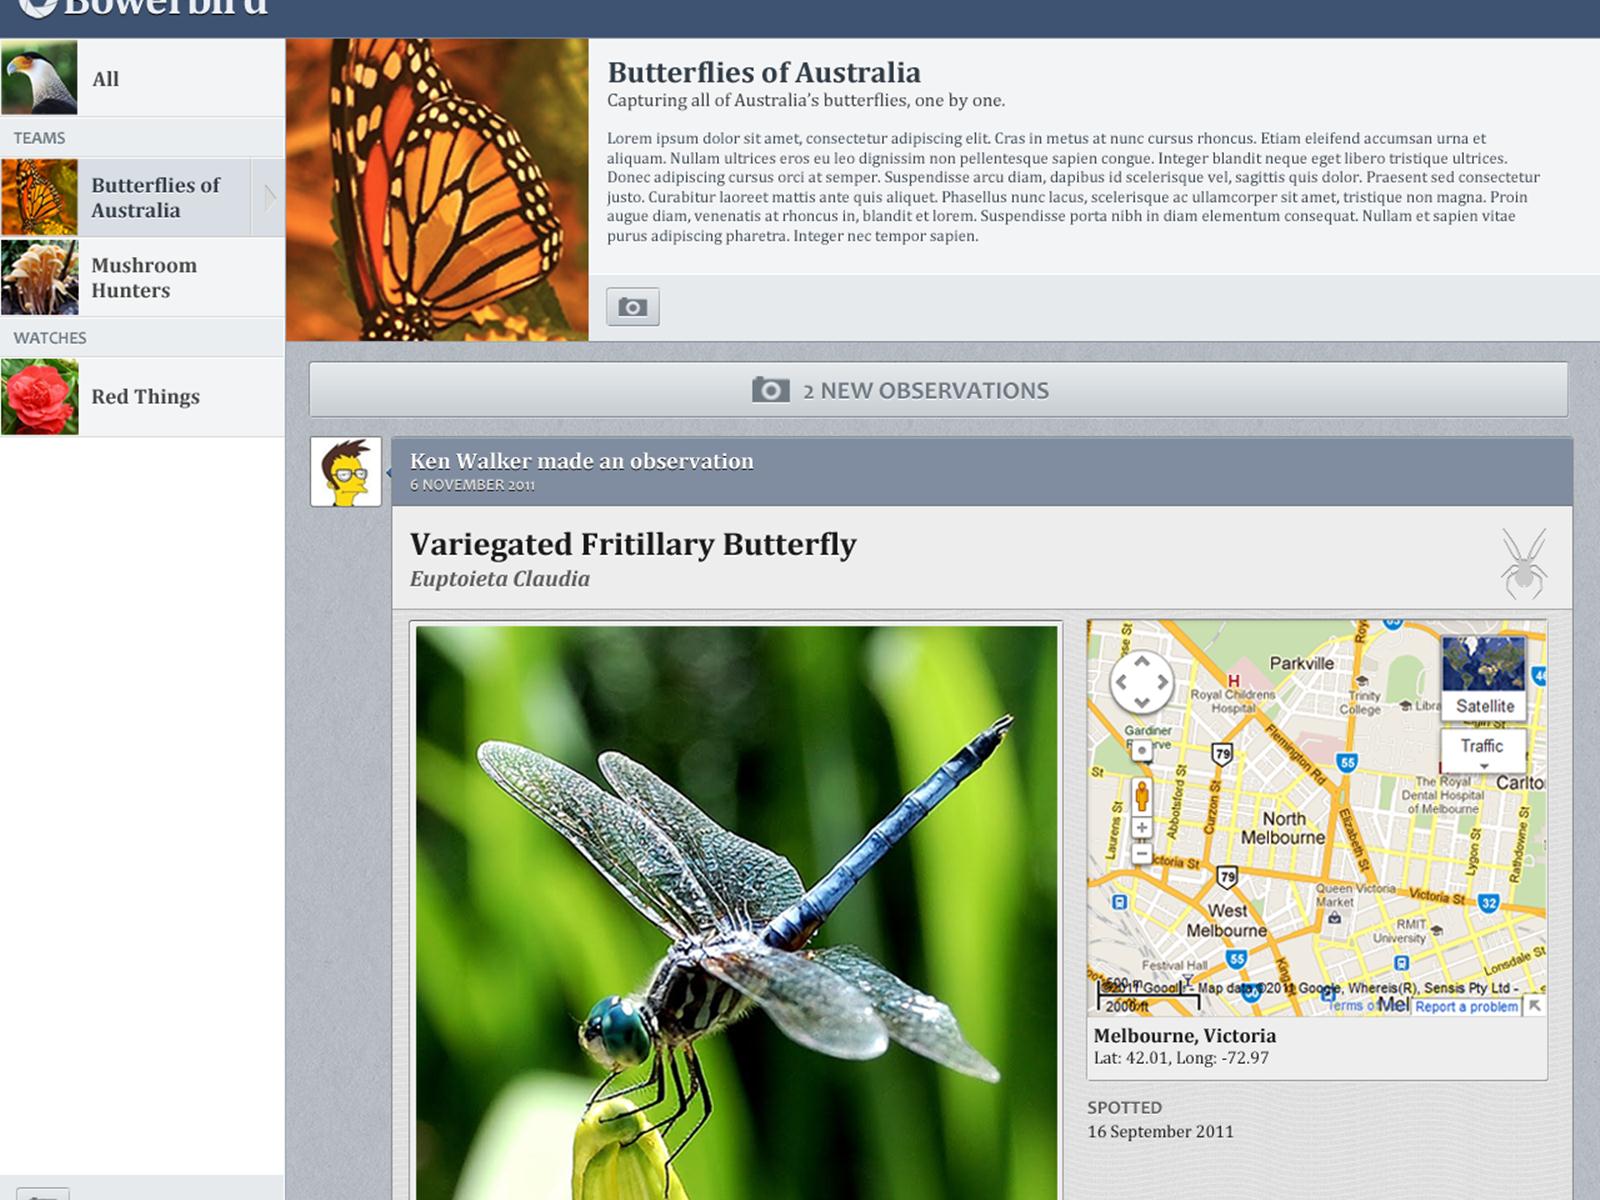 Bowerbird
All
TEAMS
Butterflies of
Australia
Mushroom
Hunters
WATCHES
Red Things
Butterflies of Australia
Capturing all of Australia’s butterflies, one by one.
Lorem ipsum dolor sit amet, consectetur adipiscing elit. Cras in metus at nunc cursus rhoncus. Etiam eleifend accumsan urna et
aliquam. Nullam ultrices eros eu leo dignissim non pellentesque sapien congue. Integer blandit neque eget libero tristique ultrices.
Donec adipiscing cursus orci at semper. Suspendisse arcu diam, dapibus id scelerisque vel, sagittis quis dolor. Praesent sed consectetur
justo. Curabitur laoreet mattis ante quis aliquet. Phasellus nunc lacus, scelerisque ac ullamcorper sit amet, tristique non magna. Proin
augue diam, venenatis at rhoncus in, blandit et lorem. Suspendisse porta nibh in diam elementum consequat. Nullam et sapien vitae
purus adipiscing pharetra. Integer nec tempor sapien.
2 NEW OBSERVATIONS
Ken Walker made an observation
6 NOVEMBER 2011
Variegated Fritillary Butterfly
Euptoieta Claudia
Parkville
H
Royal Childrens
Hospital
Trinity
College
Satellite
Elgin St
Gardiner
Traffic
79
Flemington Rd
55
St
The Royal
Dental Hospital
of Melbourne
Carlto
Abbotsford St
Curzon St
Laurens St
North
Melbourne
Elizabeth St
Lygon St
Rathdowne St
ctoria St
79
Queen Victoria
Market
Victoria St
32
West
Melbourne
RMIT
University
55
Festival Hall
Lonsdale St
500 m
©2011 Google - Map data ©2011 Google, Whereis(R), Sensis Pty Ltd -
2000 ft
Terms of
Mel
Report a problem
Melbourne, Victoria
Lat: 42.01, Long: -72.97
SPOTTED
16 September 2011